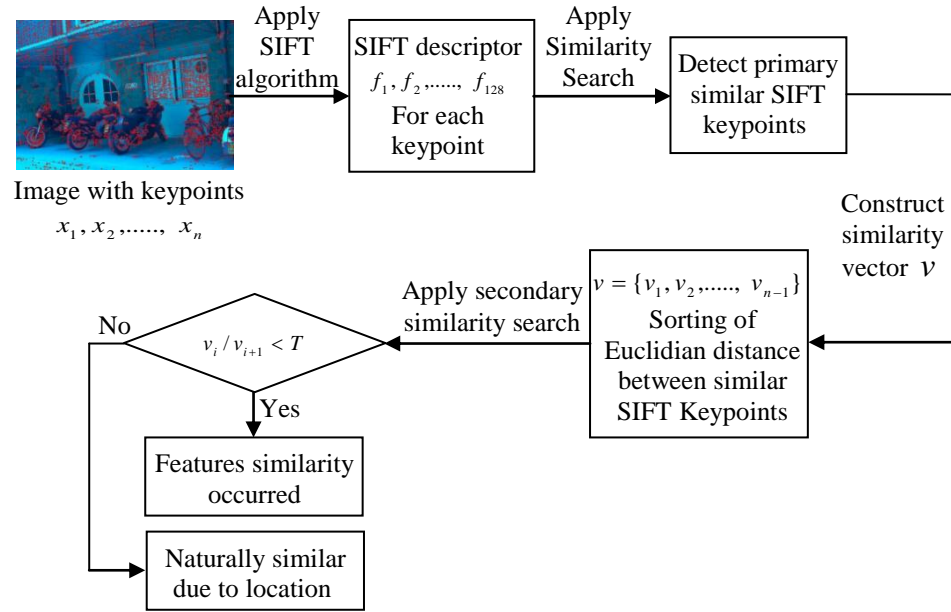 Apply
SIFT
algorithm
SIFT descriptor
f1, f2,....., f128
For each
keypoint
Apply
Similarity
Search
Detect primary
similar SIFT
keypoints
Image with keypoints
x1, x2,....., xn
Construct
similarity
vector v
v = {v1, v2,....., vn−1}
Sorting of
Euclidian distance
between similar
SIFT Keypoints
Apply secondary
similarity search
vi / vi+1 < T
No
Yes
Features similarity
occurred
Naturally similar
due to location